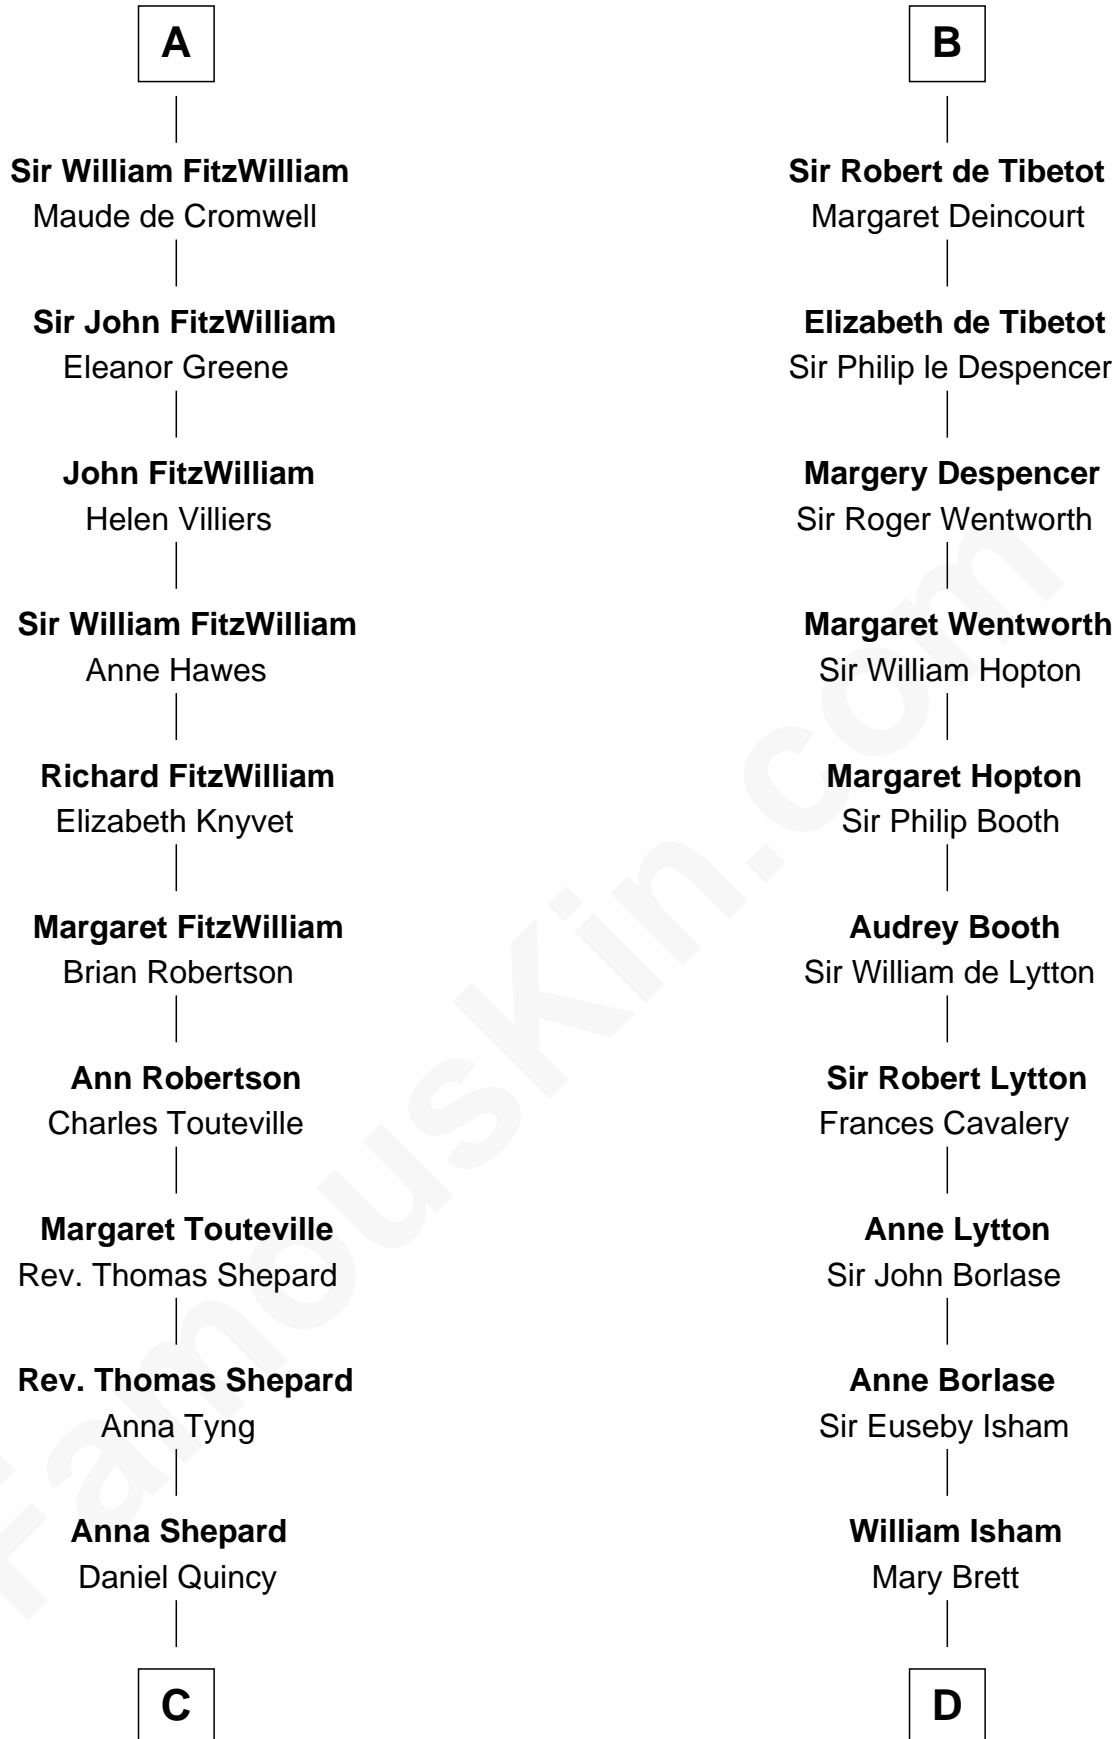 A
Sir William FitzWilliam
Maude de Cromwell
Sir John FitzWilliam
Eleanor Greene
John FitzWilliam
Helen Villiers
Sir William FitzWilliam
Anne Hawes
Richard FitzWilliam
Elizabeth Knyvet
Margaret FitzWilliam
Brian Robertson
Ann Robertson
Charles Touteville
Margaret Touteville
Rev. Thomas Shepard
Rev. Thomas Shepard
Anna Tyng
Anna Shepard
Daniel Quincy
C
B
Sir Robert de Tibetot
Margaret Deincourt
Elizabeth de Tibetot
Sir Philip le Despencer
Margery Despencer
Sir Roger Wentworth
Margaret Wentworth
Sir William Hopton
Margaret Hopton
Sir Philip Booth
Audrey Booth
Sir William de Lytton
Sir Robert Lytton
Frances Cavalery
Anne Lytton
Sir John Borlase
Anne Borlase
Sir Euseby Isham
William Isham
Mary Brett
D
FamousKin.com